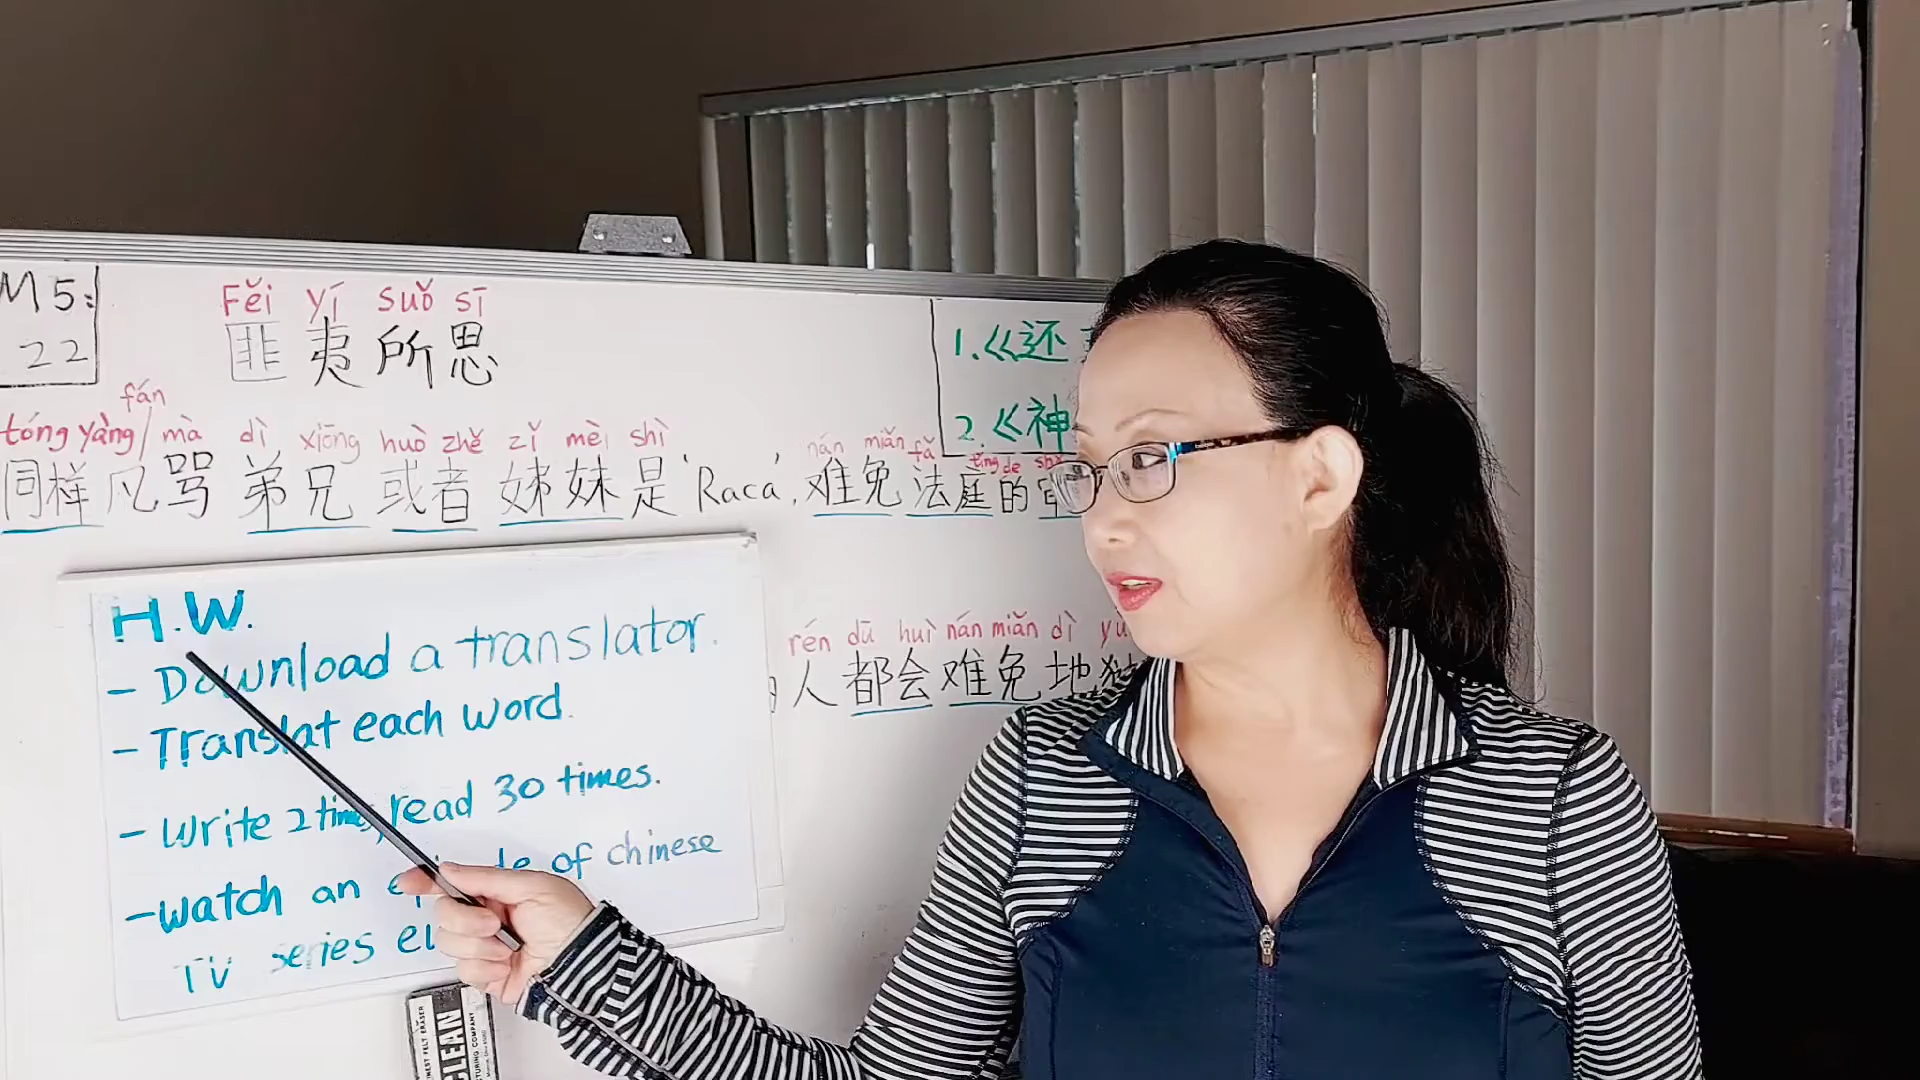 M5:
22
Fěi yí suǒ sī
匪夷所思
1.《还
2.《神
fán
tóng yàng/ mà dì xiōng huò zhě zǐ mèi shì
nán miǎn fǎ tíng de
同样凡骂弟兄或者姊妹是'Raca',难免法庭的
rén dū huì nán miǎn dì
人都会难免地
H.W.
- Download a translator.
- Translat each word.
- Write 2 times, read 30 times.
- Watch an of chinese
TV series
CLEAN